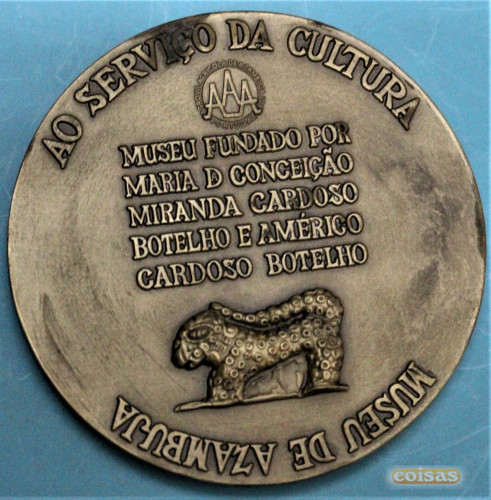 AO SERVIÇO DA CULTURA
AAA
MUSEU FUNDADO POR
MARIA D CONCEIÇÃO
MIRANDA CARDOSO
BOTELHO E AMÉRICO
CARDOSO BOTELHO
MUSEU DE AZAMBUJA
coisas